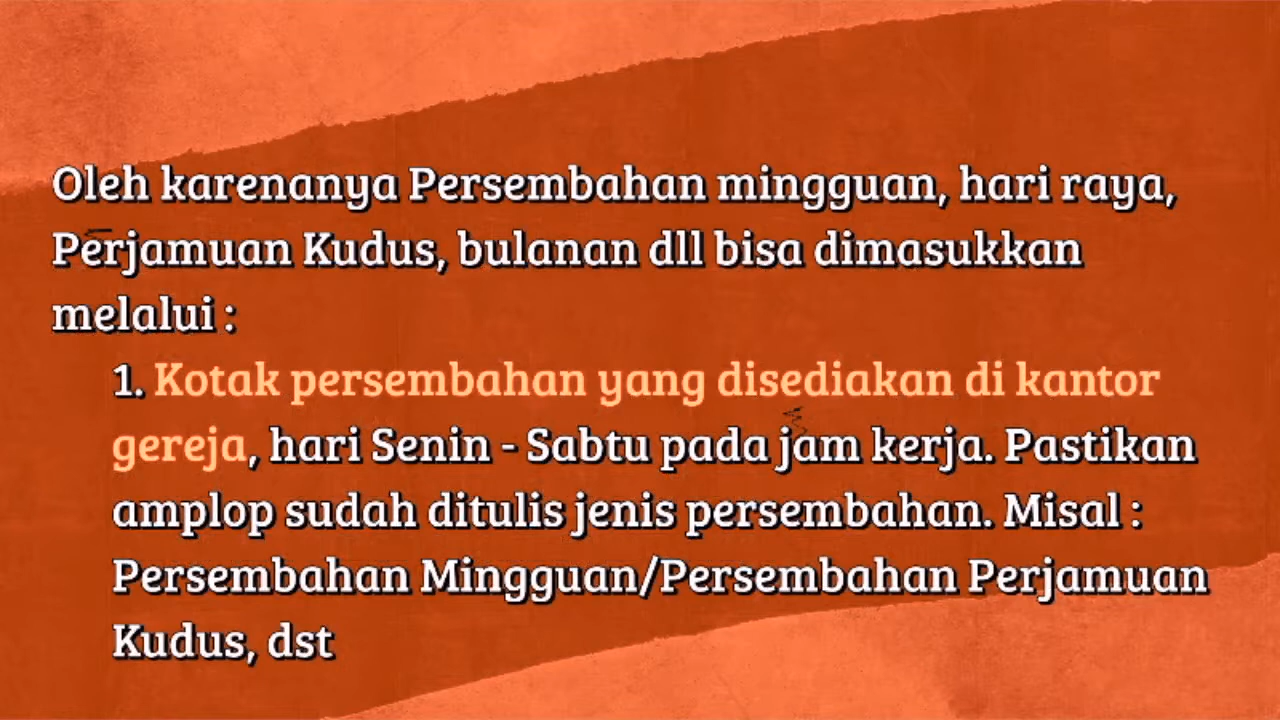 Oleh karenanya Persembahan mingguan, hari raya,
Perjamuan Kudus, bulanan dll bisa dimasukkan
melalui :
1. Kotak persembahan yang disediakan di kantor
gereja, hari Senin - Sabtu pada jam kerja. Pastikan
amplop sudah ditulis jenis persembahan. Misal :
Persembahan Mingguan/Persembahan Perjamuan
Kudus, dst